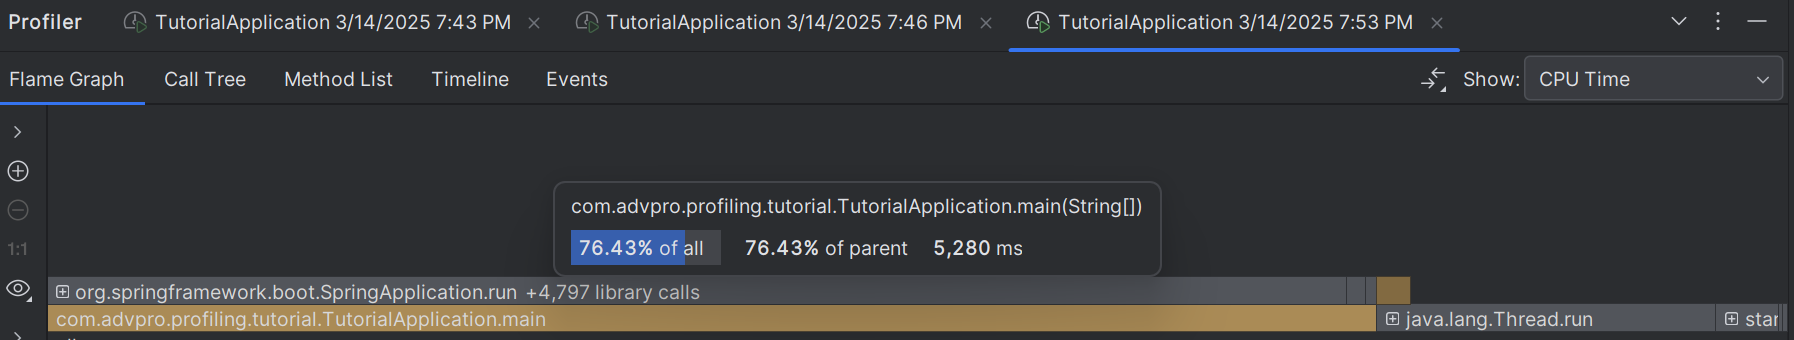 Profiler TutorialApplication 3/14/2025 7:43 PM TutorialApplication 3/14/2025 7:46 PM TutorialApplication 3/14/2025 7:53 PM
Flame Graph Call Tree Method List Timeline Events Show: CPU Time
com.advpro.profiling.tutorial.TutorialApplication.main(String[])
1:1 76.43% of all 76.43% of parent 5,280 ms
org.springframework.boot.SpringApplication.run +4,797 library calls
com.advpro.profiling.tutorial.TutorialApplication.main java.lang.Thread.run star